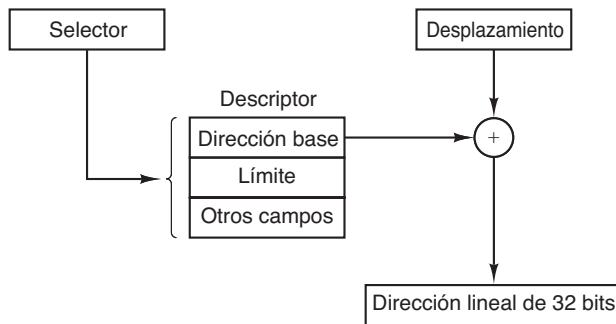 Selector
Desplazamiento
Descriptor
Dirección base
+
Límite
Otros campos
Dirección lineal de 32 bits